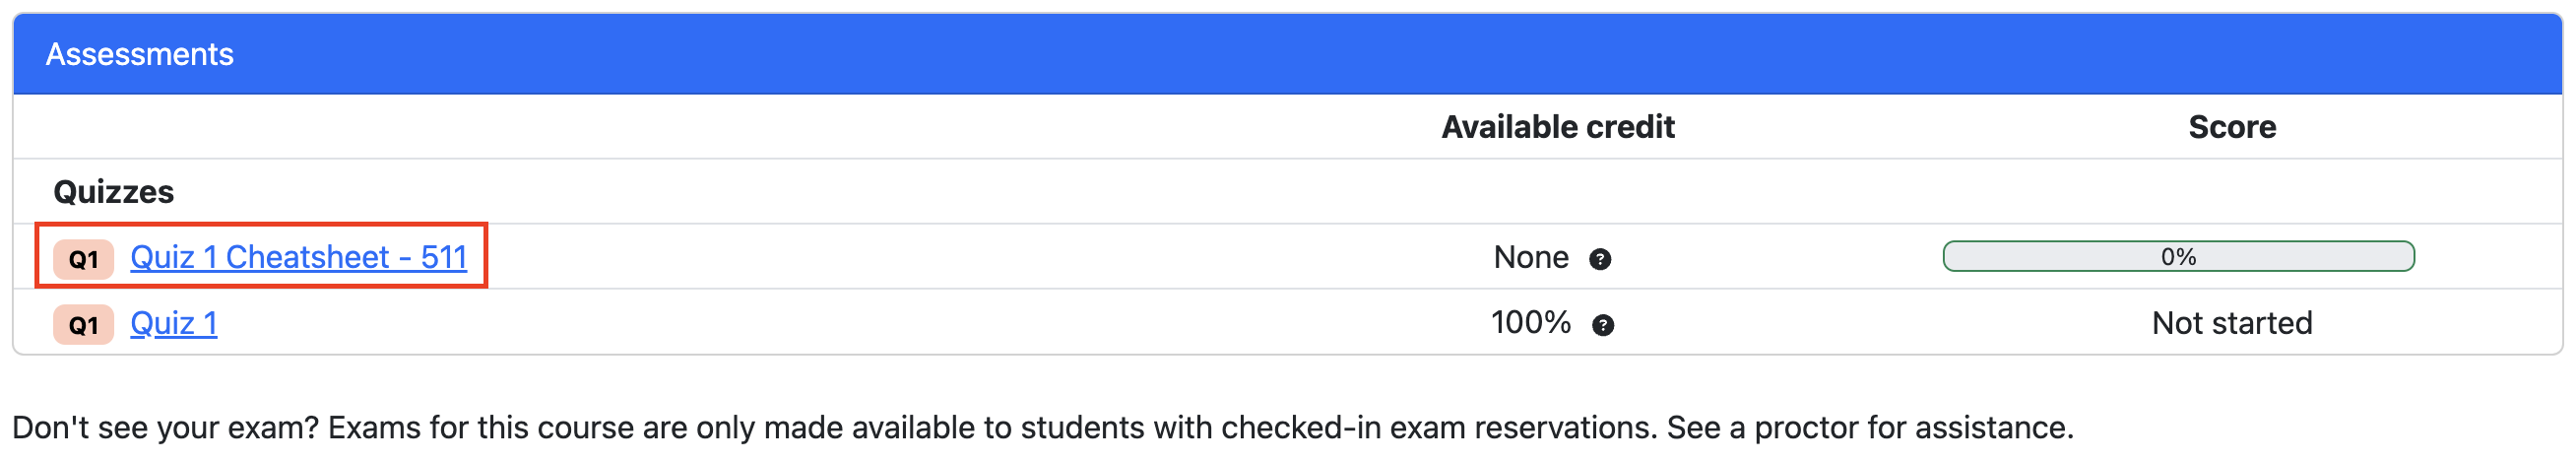 Assessments
Available credit Score
Quizzes
Q1 Quiz 1 Cheatsheet - 511 None ? 0%
Q1 Quiz 1 100% ? Not started
Don't see your exam? Exams for this course are only made available to students with checked-in exam reservations. See a proctor for assistance.